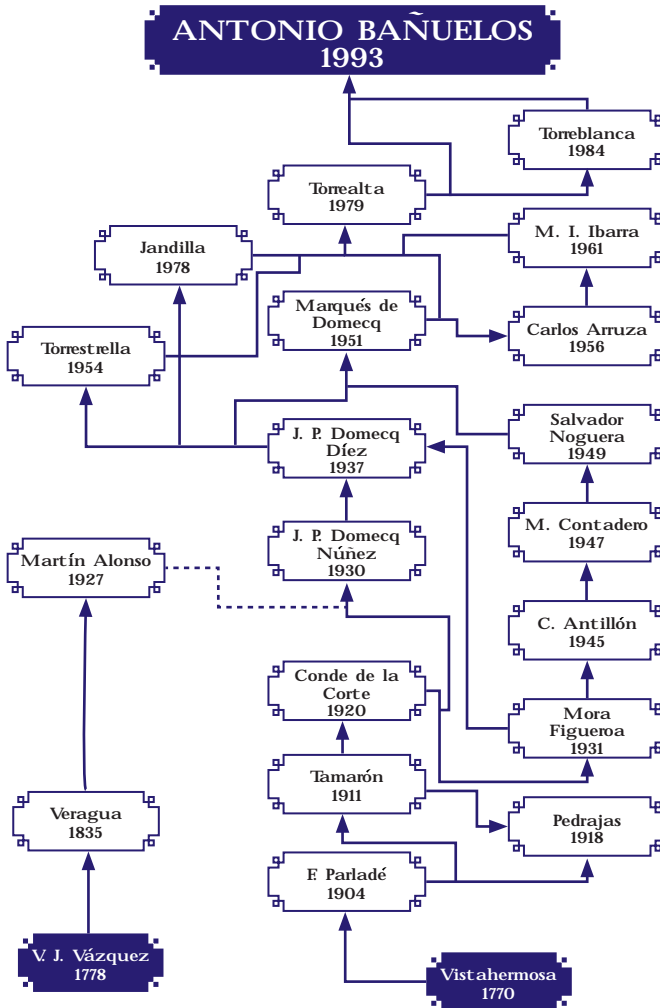 ANTONIO BAÑUELOS
1993
Torreblanca
1984
Torrealta
1979
Jandilla
1978
M. I. Ibarra
1961
Marqués de
Domecq
1951
Carlos Arruza
1956
Torrestrella
1954
J. P. Domecq
Díez
1937
Salvador
Noguera
1949
M. Contadero
1947
J. P. Domecq
Núñez
1930
Martín Alonso
1927
C. Antillón
1945
Conde de la
Corte
1920
Mora
Figueroa
1931
Tamarón
1911
Veragua
1835
Pedrajas
1918
F. Parladé
1904
V. J. Vázquez
1778
Vistahermosa
1770